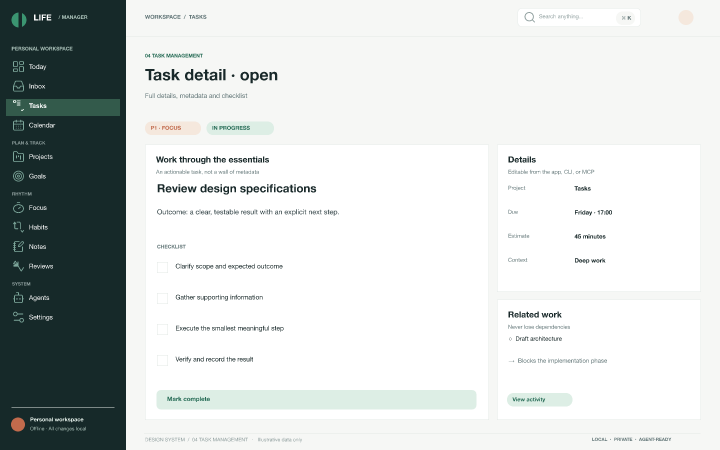 LIFE / MANAGER
PERSONAL WORKSPACE
Today
Inbox
Tasks
Calendar
PLAN & TRACK
Projects
Goals
RHYTHM
Focus
Habits
Notes
Reviews
SYSTEM
Agents
Settings
Personal workspace
Offline · All changes local
WORKSPACE / TASKS
Search anything...
⌘ K
04 TASK MANAGEMENT
Task detail · open
Full details, metadata and checklist
P1 · FOCUS
IN PROGRESS
Work through the essentials
An actionable task, not a wall of metadata
Review design specifications
Outcome: a clear, testable result with an explicit next step.
CHECKLIST
Clarify scope and expected outcome
Gather supporting information
Execute the smallest meaningful step
Verify and record the result
Mark complete
Details
Editable from the app, CLI, or MCP
Project Tasks
Due Friday · 17:00
Estimate 45 minutes
Context Deep work
Related work
Never lose dependencies
○ Draft architecture
→ Blocks the implementation phase
View activity
DESIGN SYSTEM / 04 TASK MANAGEMENT · Illustrative data only
LOCAL • PRIVATE • AGENT-READY